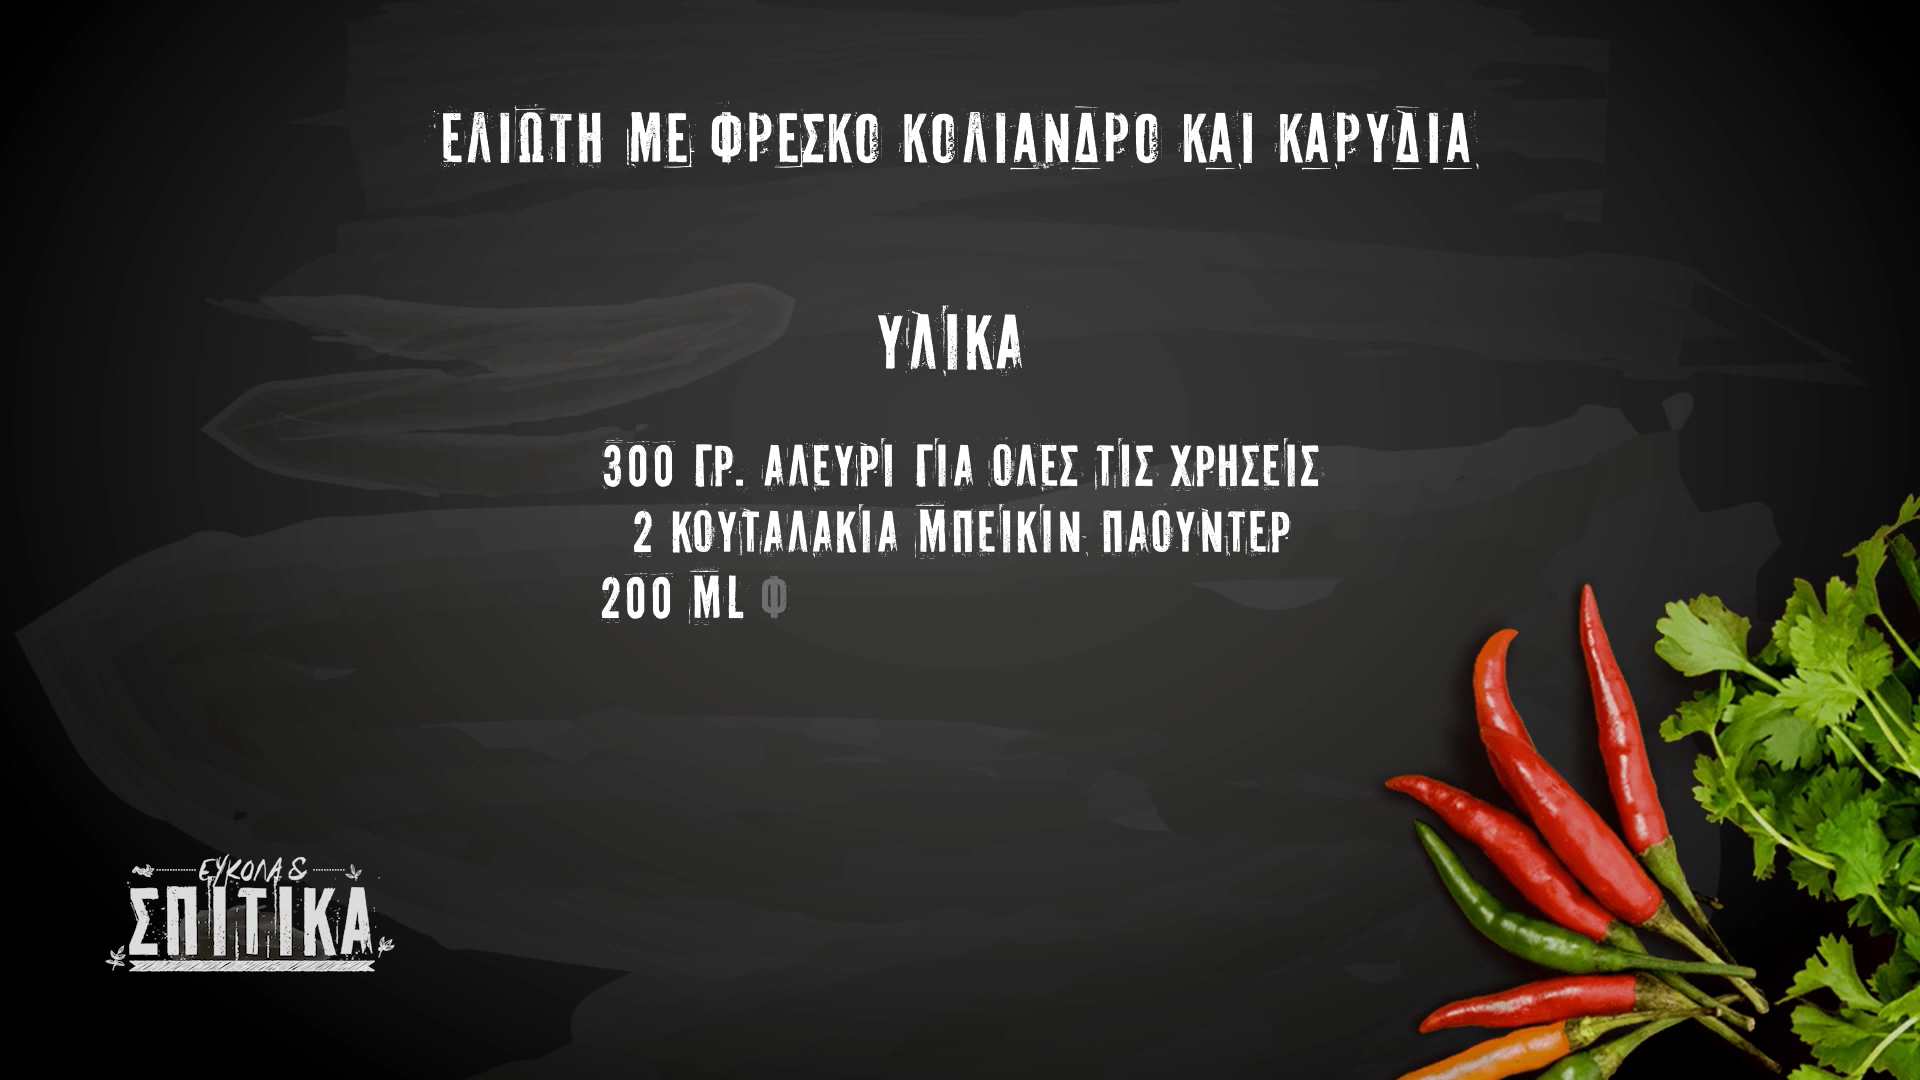 ΕΛΙΩΤΗ ΜΕ ΦΡΕΣΚΟ ΚΟΛΙΑΝΔΡΟ ΚΑΙ ΚΑΡΥΔΙΑ
ΥΛΙΚΑ
300 ΓΡ. ΑΛΕΥΡΙ ΓΙΑ ΟΛΕΣ ΤΙΣ ΧΡΗΣΕΙΣ
2 ΚΟΥΤΑΛΑΚΙΑ ΜΠΕΙΚΙΝ ΠΑΟΥΝΤΕΡ
200 ML Φ
ΕΥΚΟΛΑ &
ΣΠΙΤΙΚΑ